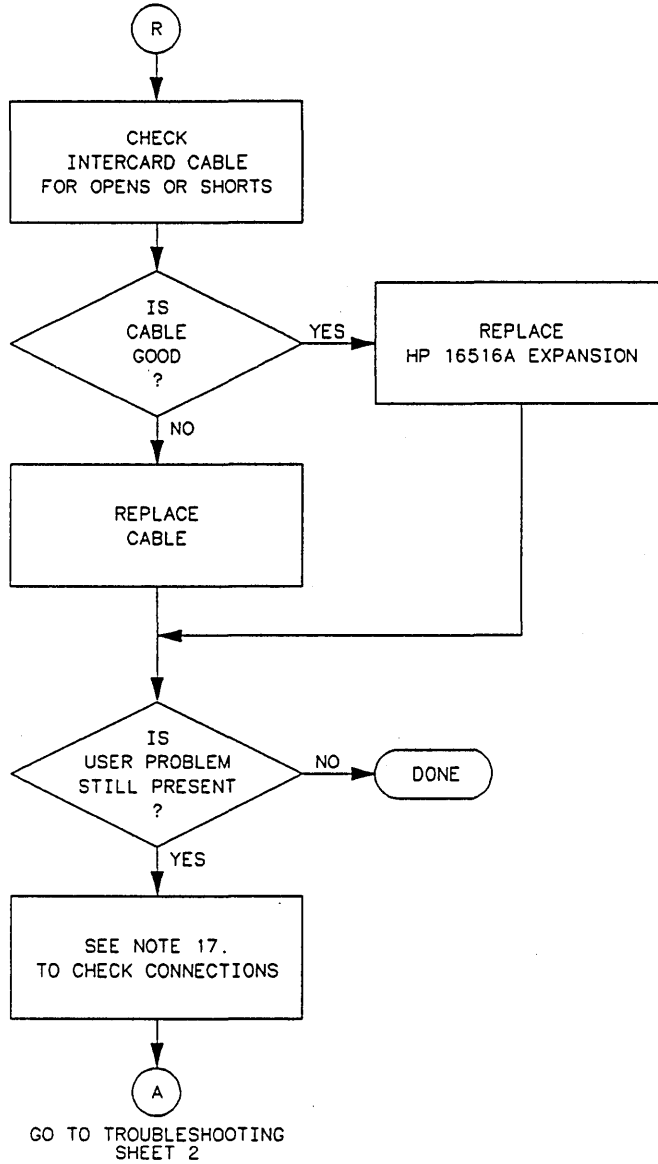 R
CHECK
INTERCARD CABLE
FOR OPENS OR SHORTS
IS
CABLE
GOOD
?
YES
REPLACE
HP 16516A EXPANSION
NO
REPLACE
CABLE
IS
USER PROBLEM
STILL PRESENT
?
NO
DONE
YES
SEE NOTE 17.
TO CHECK CONNECTIONS
A
GO TO TROUBLESHOOTING
SHEET 2